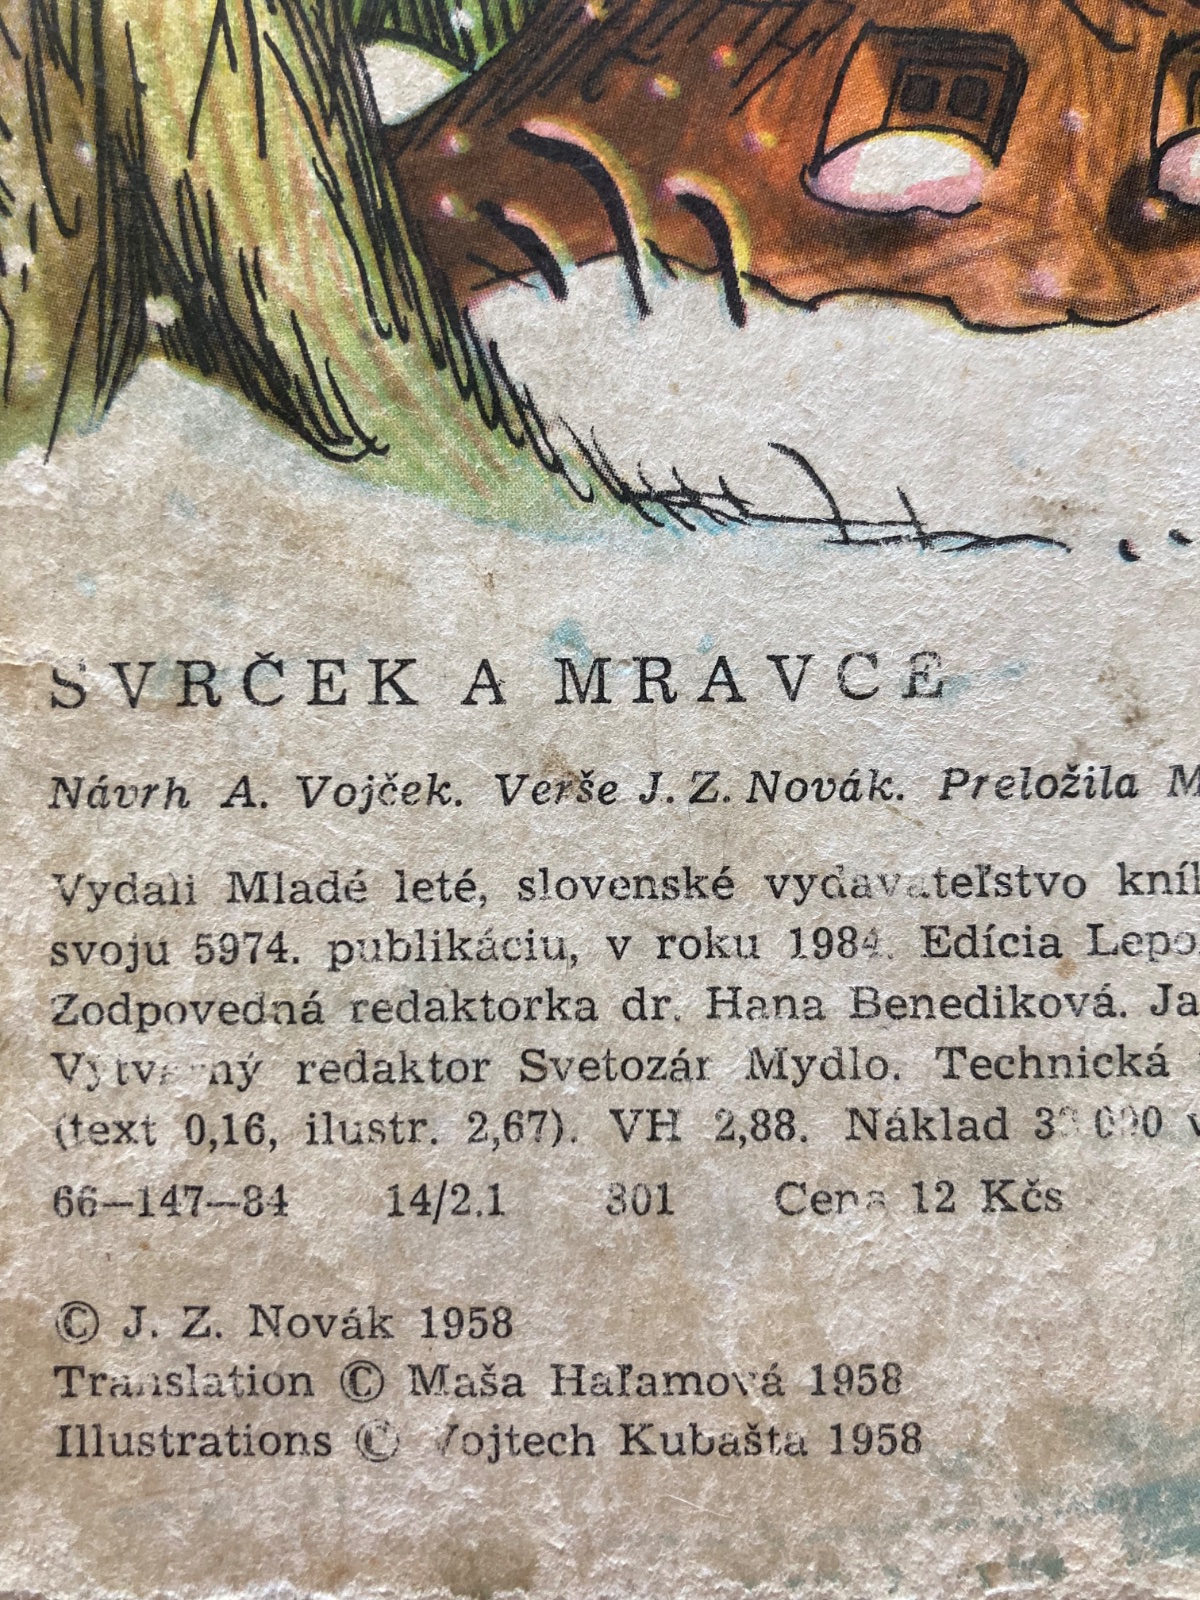 SVRČEK A MRAVCE
Návrh A. Vojček. Verše J. Z. Novák. Preložila
Vydali Mladé letá, slovenské vydavateľstvo
svoju 5974. publikáciu, v roku 1984. Edícia
Zodpovedná redaktorka dr. Hana Benediková.
Výtvarný redaktor Svetozár Mydlo. Technická
(text 0,16, ilustr. 2,67). VH 2,88. Náklad
66—147—84 14/2.1 301 Cena 12 Kčs
© J. Z. Novák 1958
Translation © Maša Haľamová 1958
Illustrations © Vojtech Kubašta 1958